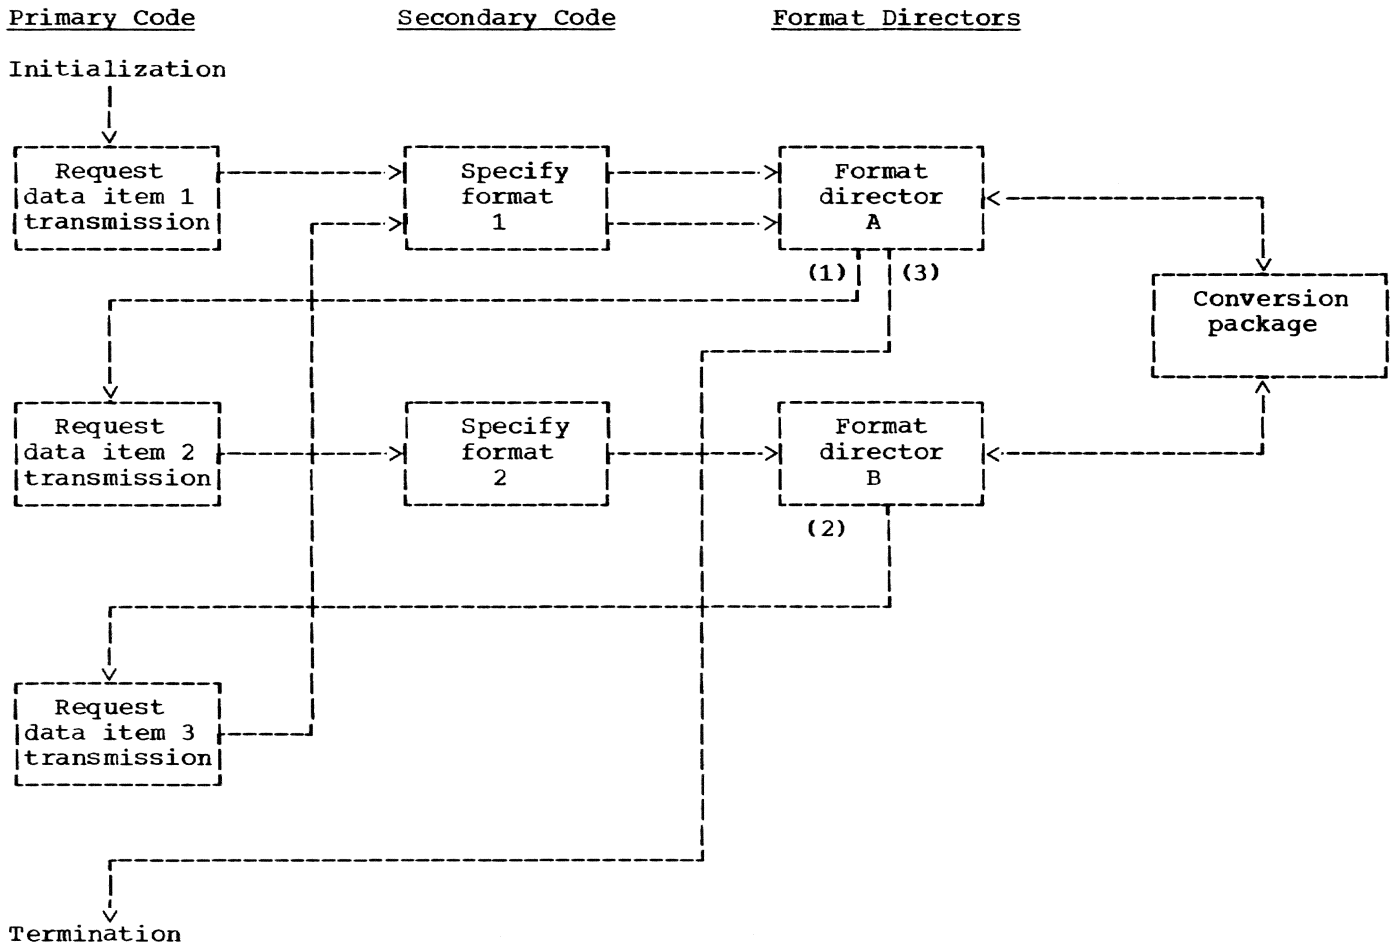 Primary Code
Secondary Code
Format Directors
Initialization
Request
data item 1
transmission
Specify
format
1
Format
director
A
(1)
(3)
Conversion
package
Request
data item 2
transmission
Specify
format
2
Format
director
B
(2)
Request
data item 3
transmission
Termination